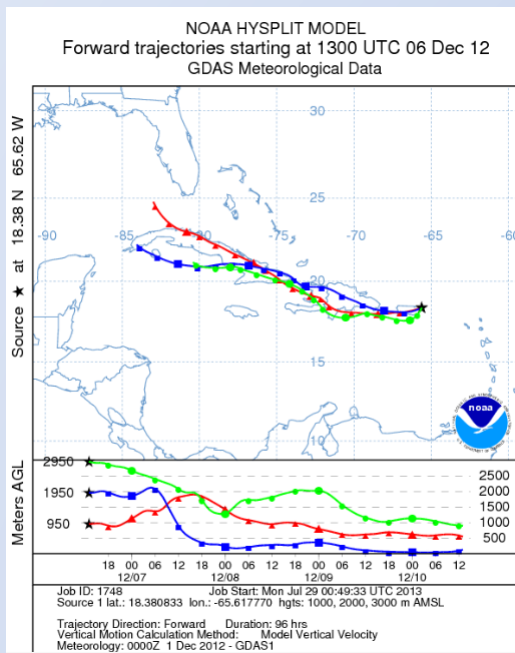 NOAA HYSPLIT MODEL
Forward trajectories starting at 1300 UTC 06 Dec 12
GDAS Meteorological Data
Source ★ at 18.38 N 65.62 W
-90 -85 -80 -75 -70 -65 -60
30
25
20
15
10
noaa
Meters AGL
2950
1950
950
2500
2000
1500
1000
500
18 00 06 12 18 00 06 12 18 00 06 12 18 00 06 12
12/07 12/08 12/09 12/10
Job ID: 1748 Job Start: Mon Jul 29 00:49:33 UTC 2013
Source 1 lat.: 18.380833 lon.: -65.617770 hgts: 1000, 2000, 3000 m AMSL
Trajectory Direction: Forward Duration: 96 hrs
Vertical Motion Calculation Method: Model Vertical Velocity
Meteorology: 0000Z 1 Dec 2012 - GDAS1